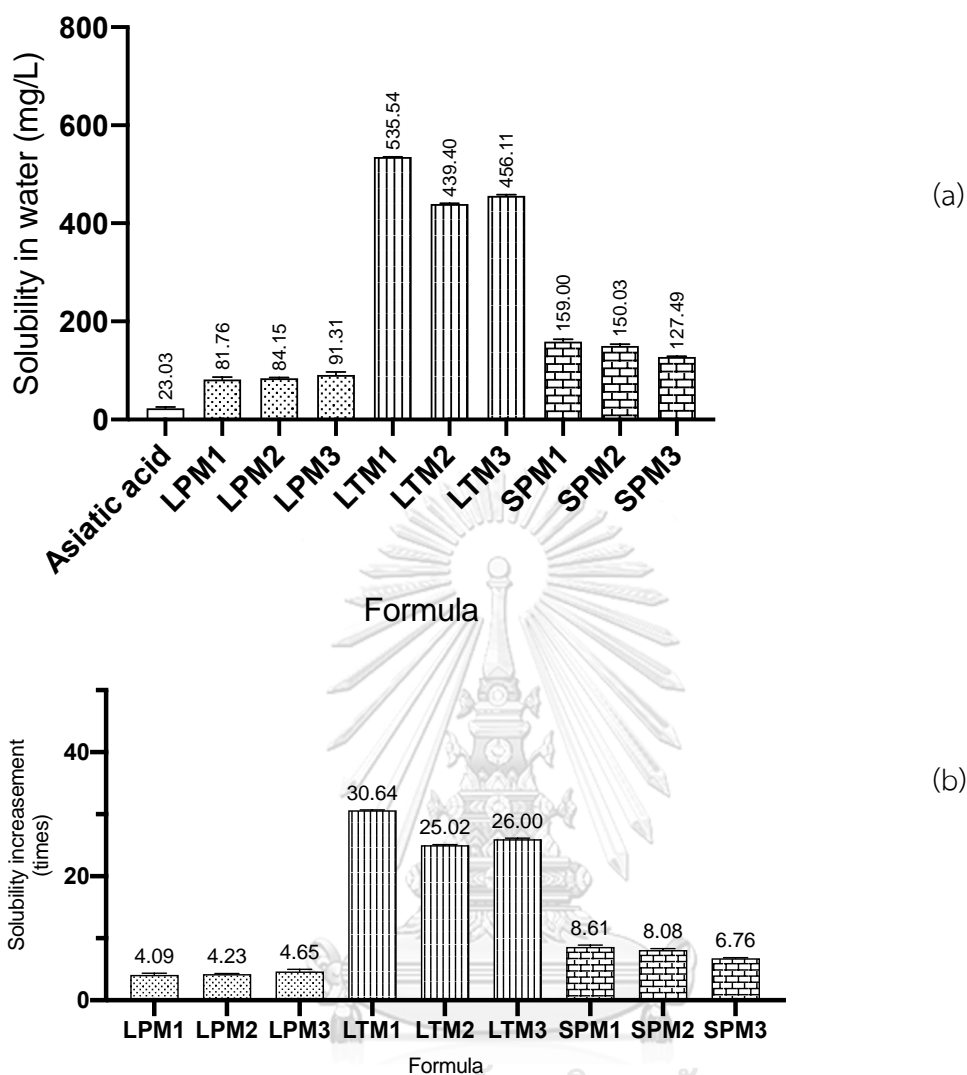 800
600
400
200
0
Solubility in water (mg/L)
23.03
81.76
84.15
91.31
535.54
439.40
456.11
159.00
150.03
127.49
Asiatic acid
LPM1
LPM2
LPM3
LTM1
LTM2
LTM3
SPM1
SPM2
SPM3
Formula
(a)
40
20
0
Solubility increasement
(times)
4.09
4.23
4.65
30.64
25.02
26.00
8.61
8.08
6.76
LPM1 LPM2 LPM3 LTM1 LTM2 LTM3 SPM1 SPM2 SPM3
Formula
(b)